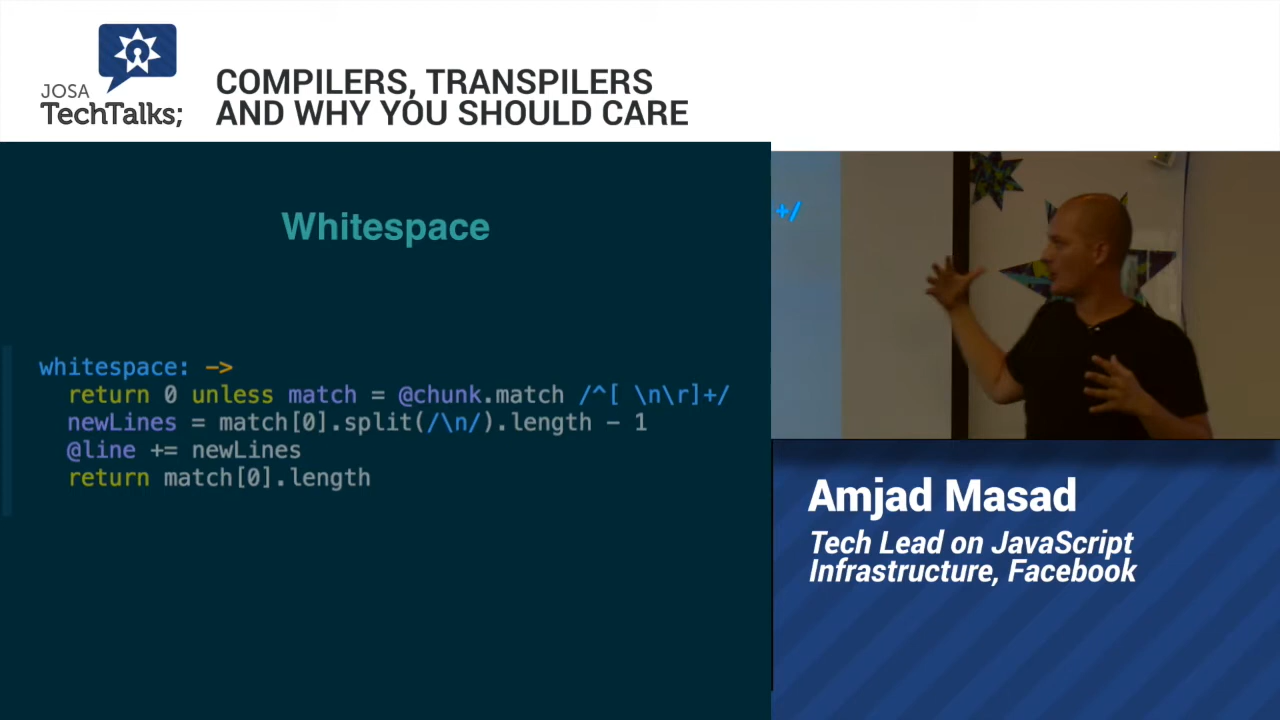 JOSA
TechTalks;
COMPILERS, TRANSPILERS
AND WHY YOU SHOULD CARE
Whitespace
whitespace: ->
return 0 unless match = @chunk.match /^[ \n\r]+/
newLines = match[0].split(/\n/).length - 1
@line += newLines
return match[0].length
+/
Amjad Masad
Tech Lead on JavaScript
Infrastructure, Facebook